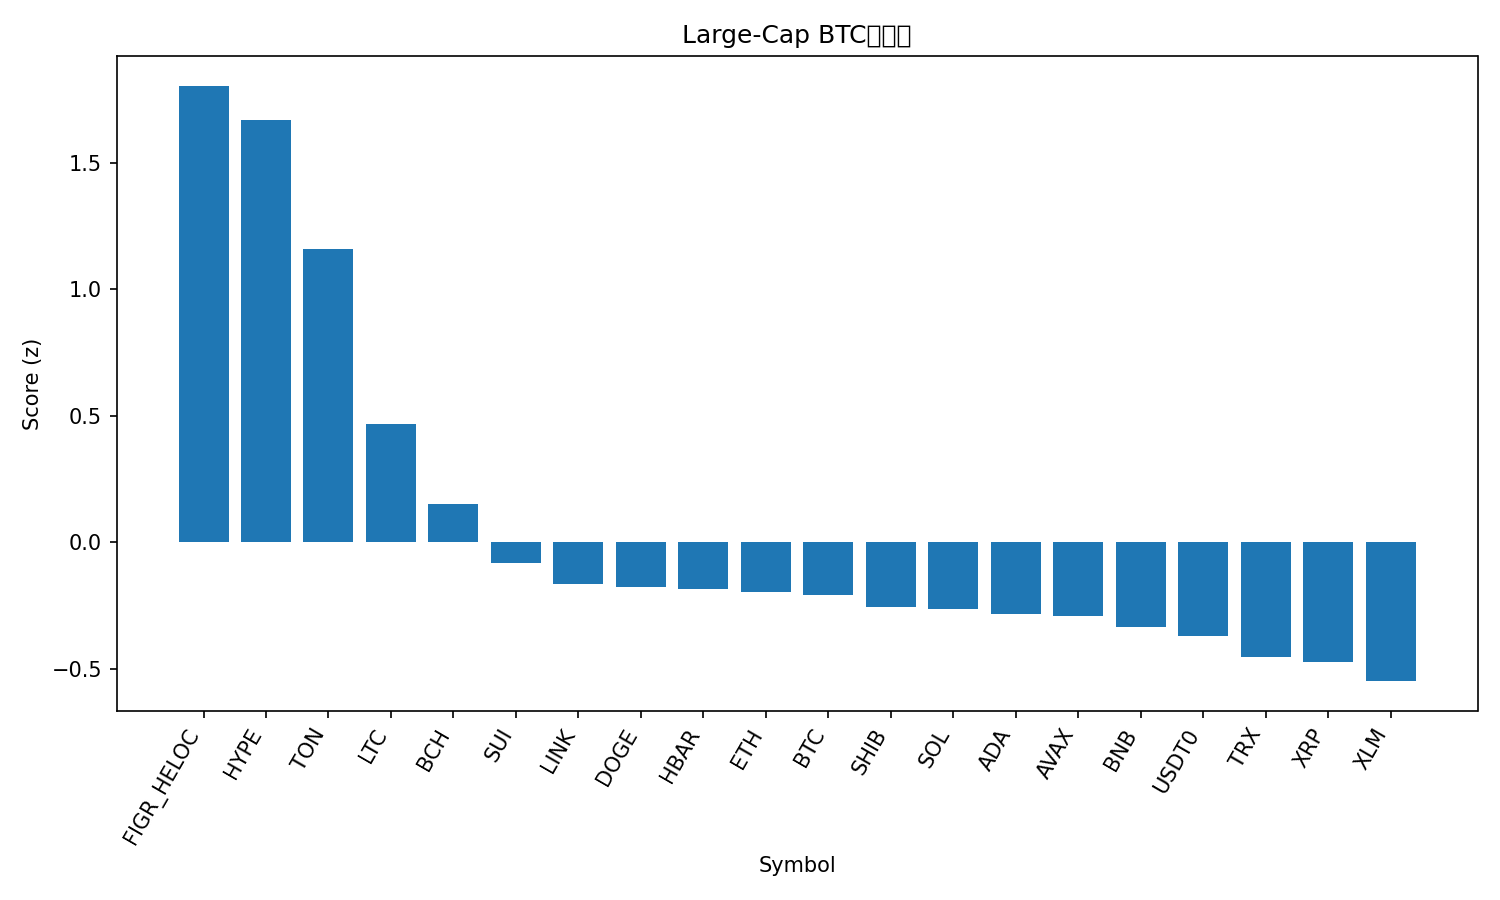 Large-Cap BTC
Score (z)
1.5
1.0
0.5
0.0
−0.5
FIGR_HELOC
HYPE
TON
LTC
BCH
SUI
LINK
DOGE
HBAR
ETH
BTC
SHIB
SOL
ADA
AVAX
BNB
USDT0
TRX
XRP
XLM
Symbol